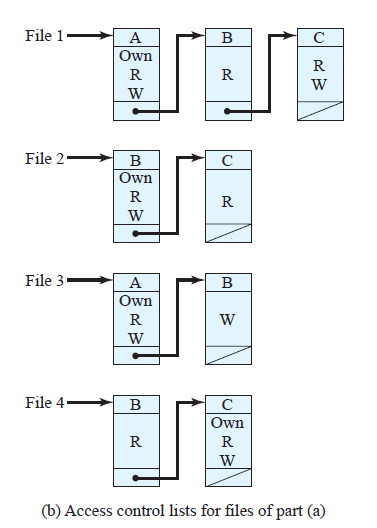 File 1
A
Own
R
W
B
R
C
R
W
File 2
B
Own
R
W
C
R
File 3
A
Own
R
W
B
W
File 4
B
R
C
Own
R
W
(b) Access control lists for files of part (a)